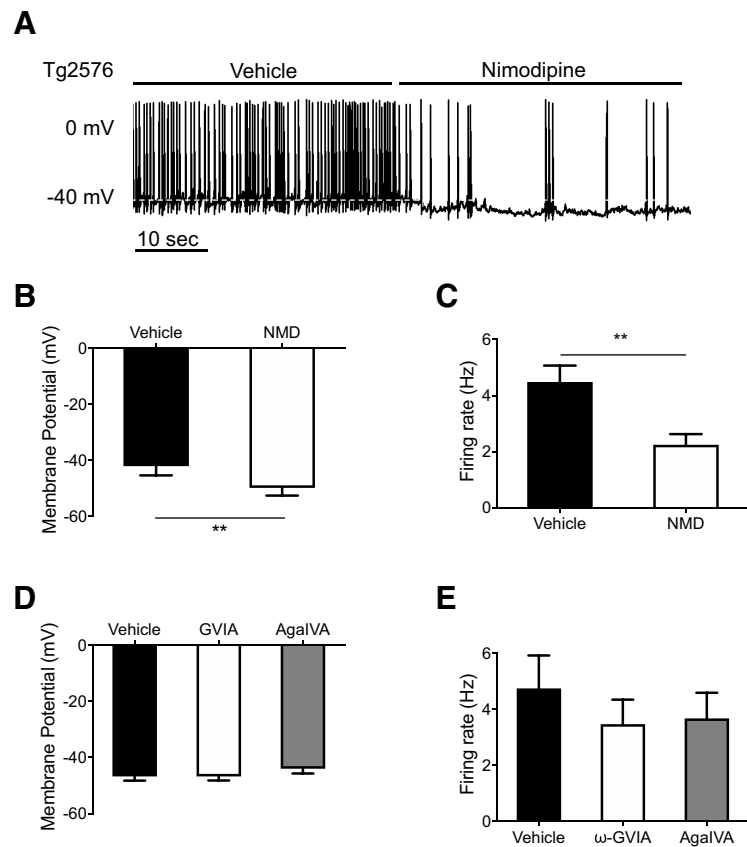 A
Tg2576 Vehicle Nimodipine
0 mV
-40 mV
10 sec
B
Vehicle NMD
Membrane Potential (mV)
0
-20
-40
-60
**
C
Firing rate (Hz)
6
4
2
0
**
Vehicle NMD
D
Vehicle GVIA AgaIVA
Membrane Potential (mV)
0
-20
-40
-60
E
Firing rate (Hz)
6
4
2
0
Vehicle ω-GVIA AgaIVA